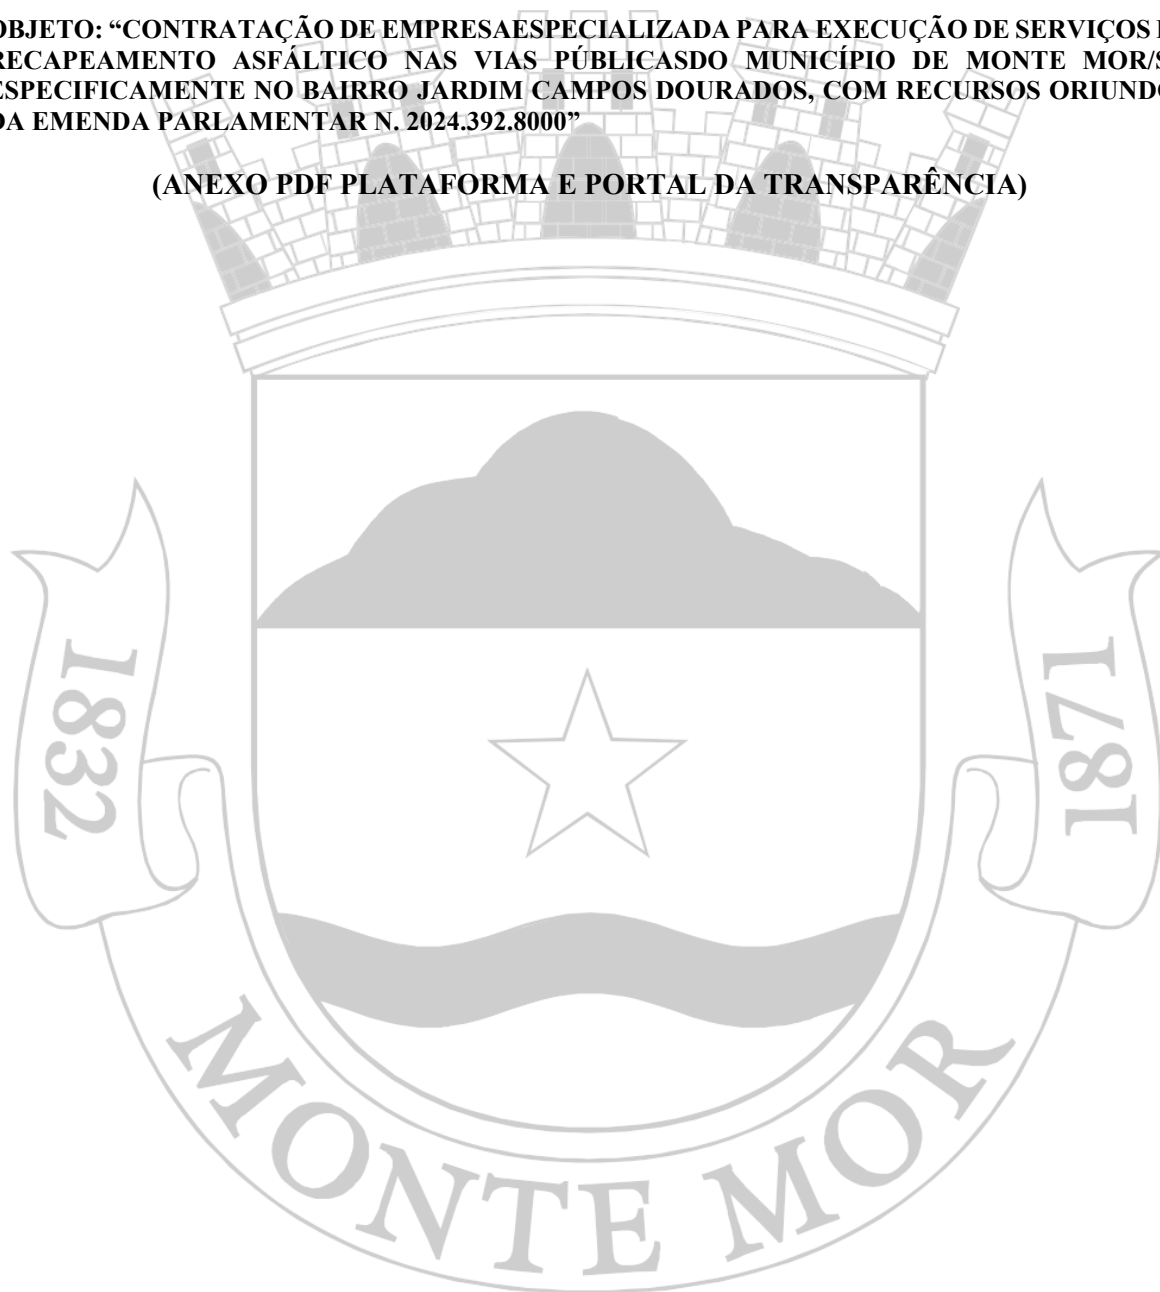 OBJETO: “CONTRATAÇÃO DE EMPRESAESPECIALIZADA PARA EXECUÇÃO DE SERVIÇOS
RECAPEAMENTO ASFÁLTICO NAS VIAS PÚBLICASDO MUNICÍPIO DE MONTE MOR/S
ESPECIFICAMENTE NO BAIRRO JARDIM CAMPOS DOURADOS, COM RECURSOS ORIUNDO
DA EMENDA PARLAMENTAR N. 2024.392.8000”
(ANEXO PDF PLATAFORMA E PORTAL DA TRANSPARÊNCIA)
1832
1871
MONTE MOR